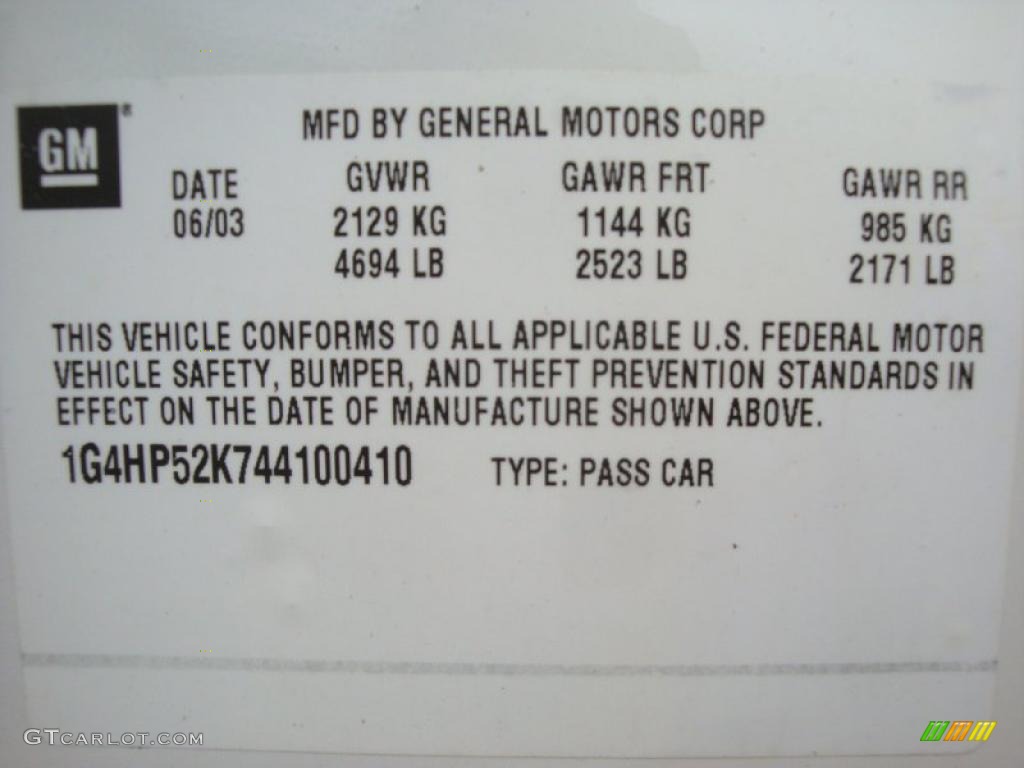 GM®
MFD BY GENERAL MOTORS CORP
DATE GVWR GAWR FRT GAWR RR
06/03 2129 KG 1144 KG 985 KG
4694 LB 2523 LB 2171 LB
THIS VEHICLE CONFORMS TO ALL APPLICABLE U.S. FEDERAL MOTOR
VEHICLE SAFETY, BUMPER, AND THEFT PREVENTION STANDARDS IN
EFFECT ON THE DATE OF MANUFACTURE SHOWN ABOVE.
1G4HP52K744100410 TYPE: PASS CAR
GTCARLOT.COM